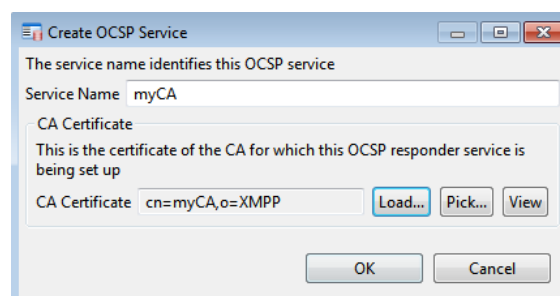 Create OCSP Service
The service name identifies this OCSP service
Service Name myCA
CA Certificate
This is the certificate of the CA for which this OCSP responder service is
being set up
CA Certificate cn=myCA,o=XMPP Load... Pick... View
OK Cancel